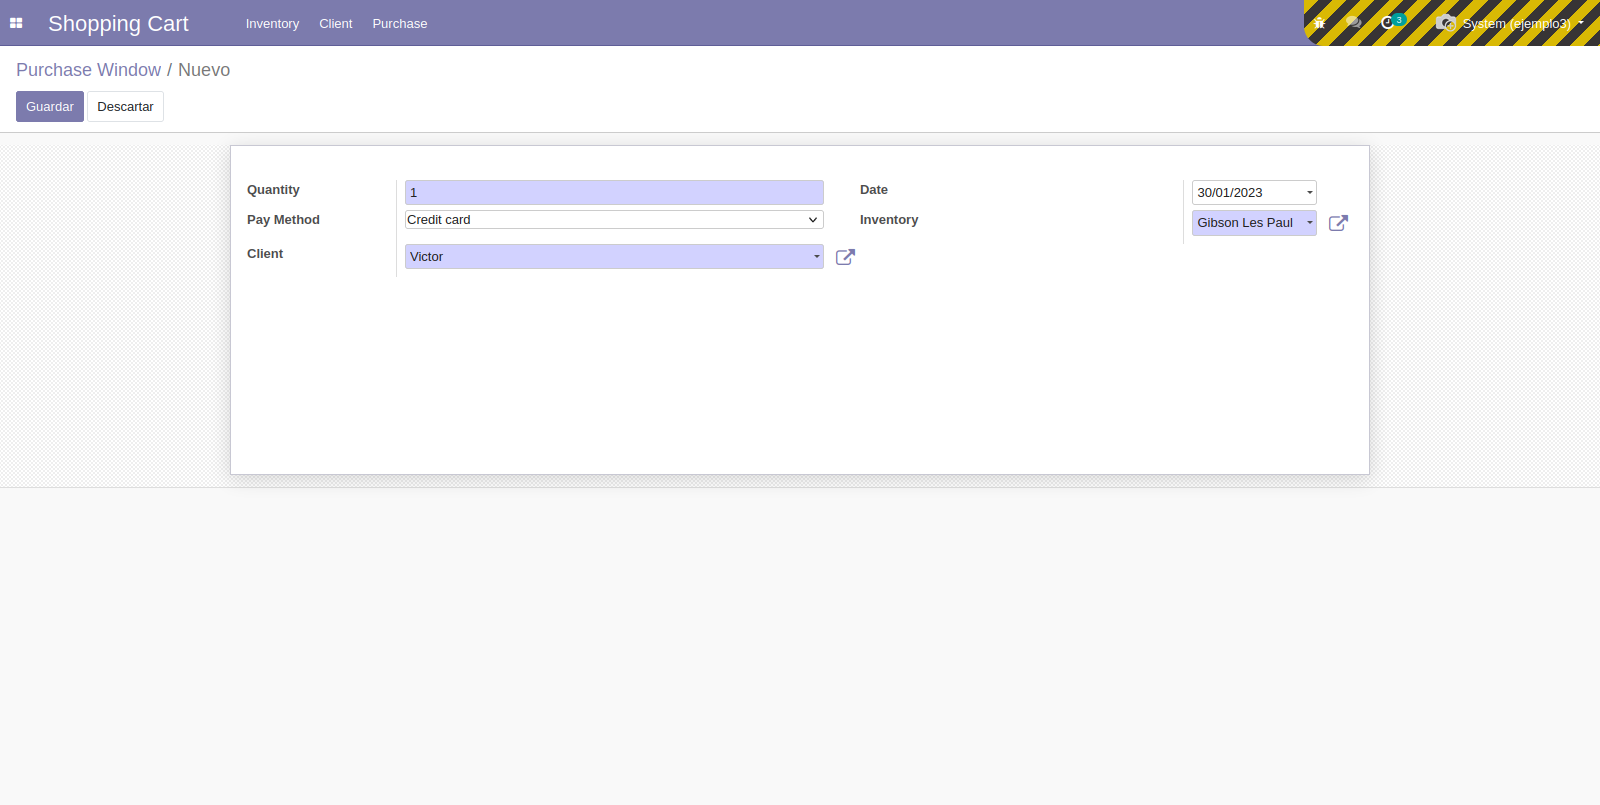 Shopping Cart Inventory Client Purchase 3 System (ejemplo3)
Purchase Window / Nuevo
Guardar Descartar
Quantity 1 Date 30/01/2023
Pay Method Credit card Inventory Gibson Les Paul
Client Victor